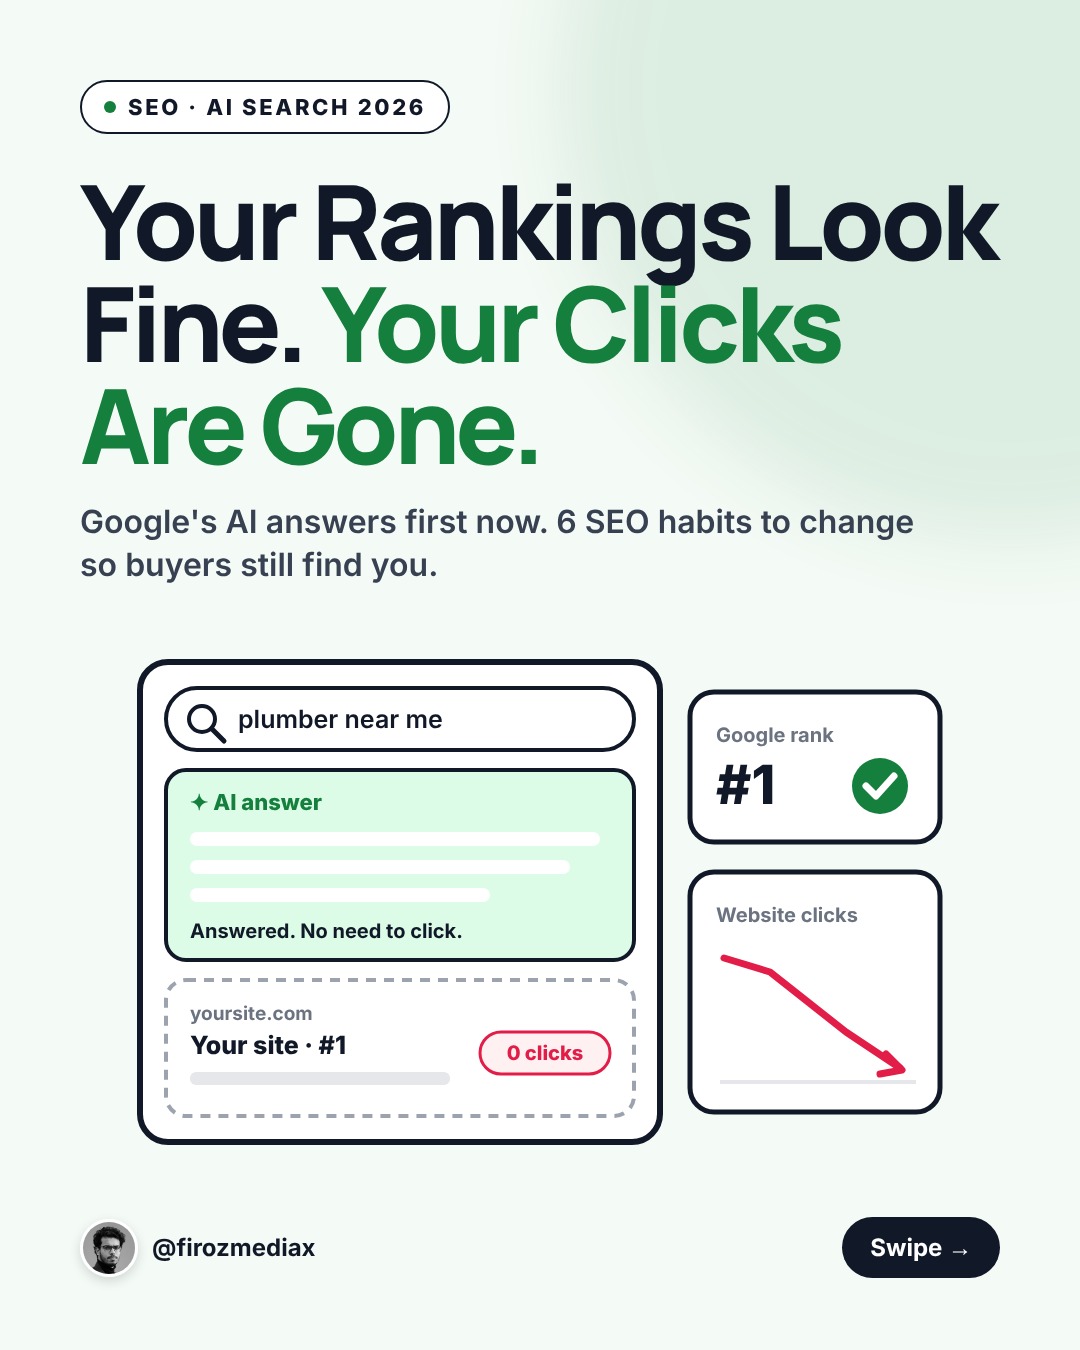 SEO · AI SEARCH 2026
Your Rankings Look
Fine. Your Clicks
Are Gone.
Google's AI answers first now. 6 SEO habits to change
so buyers still find you.
plumber near me
✦ AI answer
Answered. No need to click.
yoursite.com
Your site · #1
0 clicks
Google rank
#1
Website clicks
@firozmediax
Swipe →